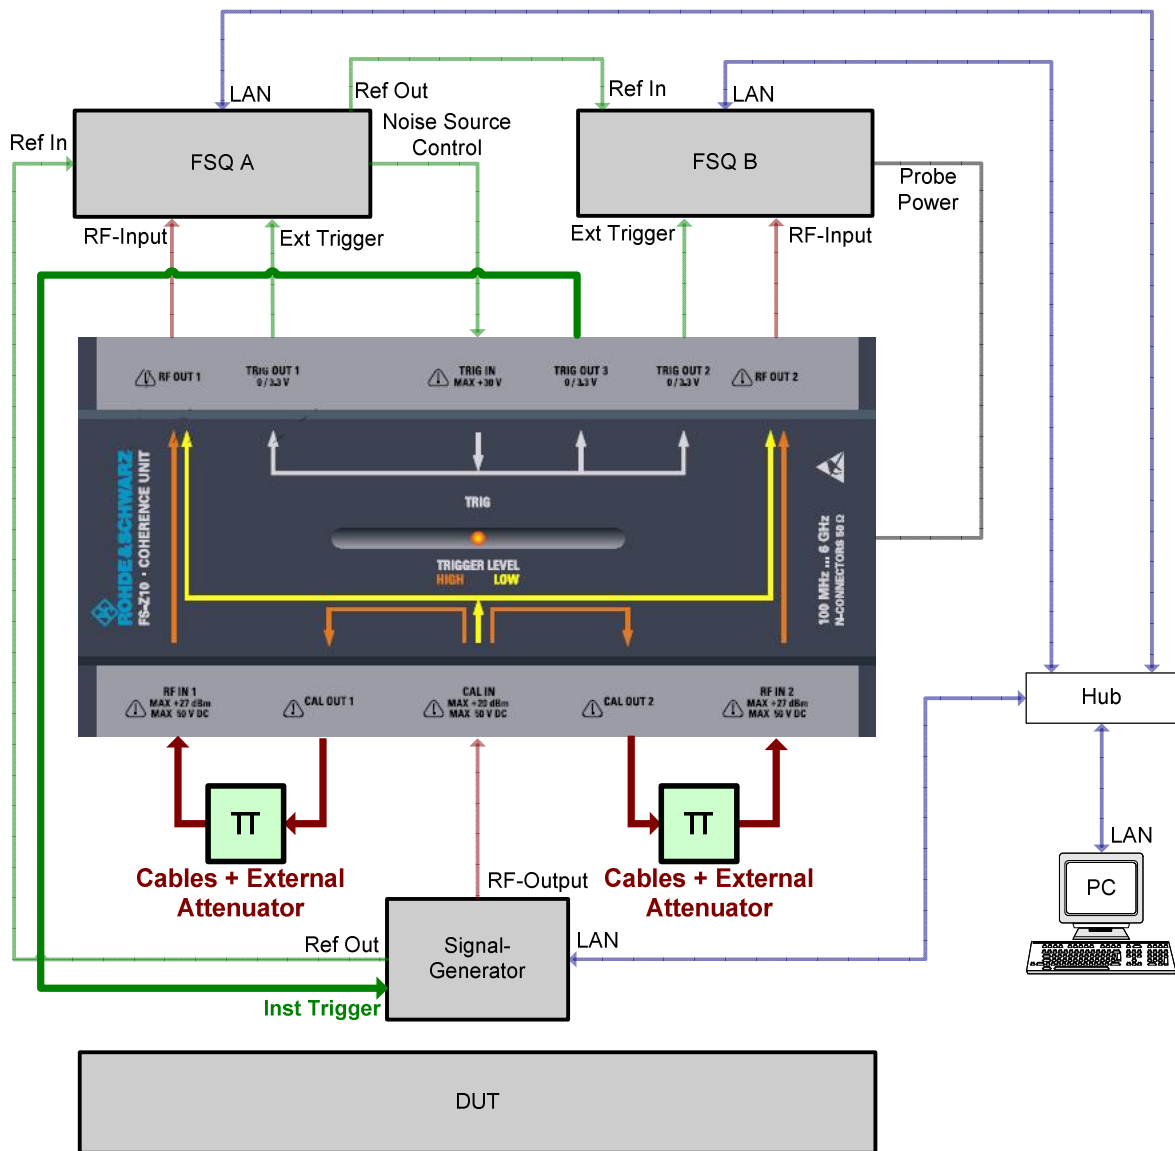 LAN
Ref Out
Ref In
LAN
Ref In
Noise Source
Control
FSQ A
FSQ B
Probe
Power
RF-Input
Ext Trigger
Ext Trigger
RF-Input
RF OUT 1
TRIG OUT 1
0 / 3.3 V
TRIG IN
MAX +30 V
TRIG OUT 3
0 / 3.3 V
TRIG OUT 2
0 / 3.3 V
RF OUT 2
ROHDE & SCHWARZ
FS-Z10 · COHERENCE UNIT
TRIG
TRIGGER LEVEL
HIGH LOW
100 MHz ... 6 GHz
N-CONNECTORS 50 Ω
RF IN 1
MAX +27 dBm
MAX 50 V DC
CAL OUT 1
CAL IN
MAX +20 dBm
MAX 50 V DC
CAL OUT 2
RF IN 2
MAX +27 dBm
MAX 50 V DC
Hub
LAN
PC
Cables + External
Attenuator
RF-Output
Cables + External
Attenuator
Ref Out
Signal-
Generator
LAN
Inst Trigger
DUT